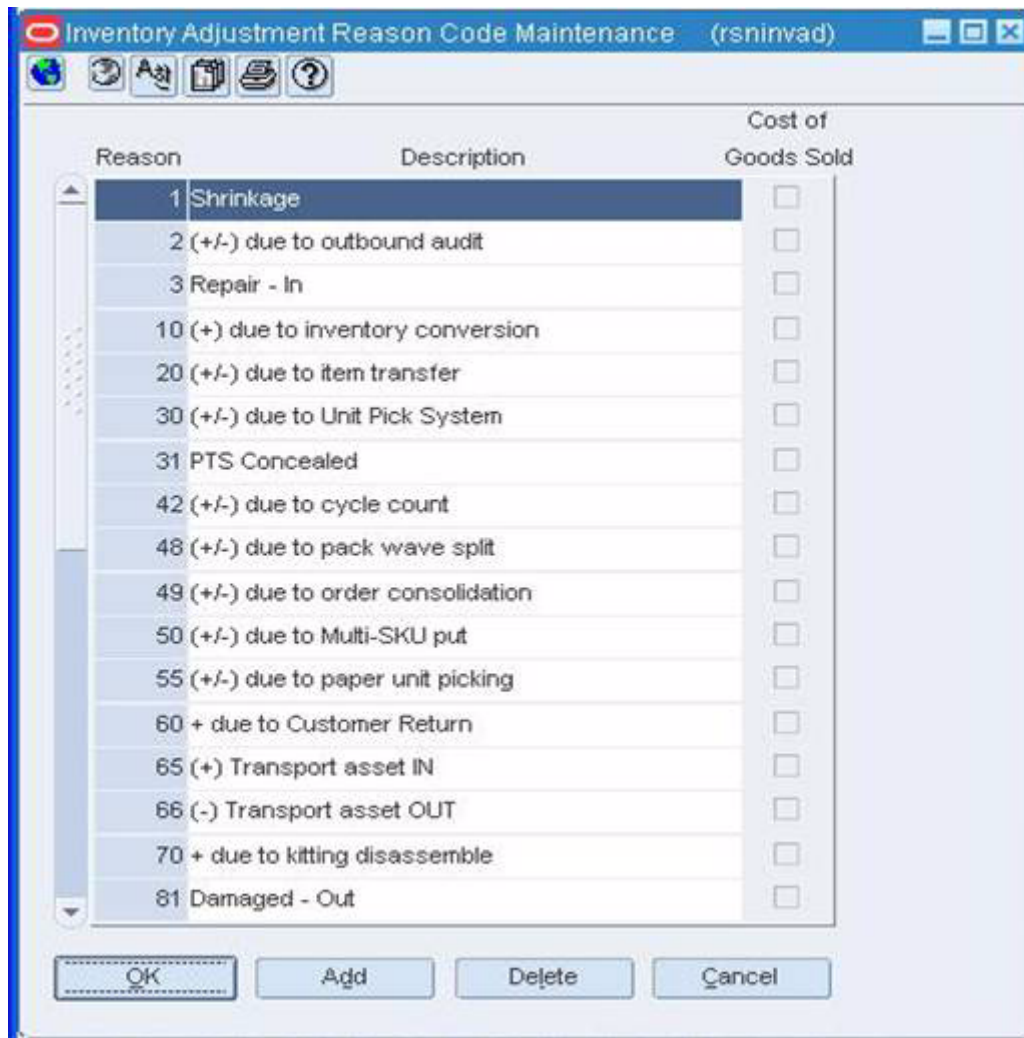 Inventory Adjustment Reason Code Maintenance (rsninvad)
Cost of
Reason Description Goods Sold
1 Shrinkage
2 (+/-) due to outbound audit
3 Repair - In
10 (+) due to inventory conversion
20 (+/-) due to item transfer
30 (+/-) due to Unit Pick System
31 PTS Concealed
42 (+/-) due to cycle count
48 (+/-) due to pack wave split
49 (+/-) due to order consolidation
50 (+/-) due to Multi-SKU put
55 (+/-) due to paper unit picking
60 + due to Customer Return
65 (+) Transport asset IN
66 (-) Transport asset OUT
70 + due to kitting disassemble
81 Damaged - Out
OK Add Delete Cancel